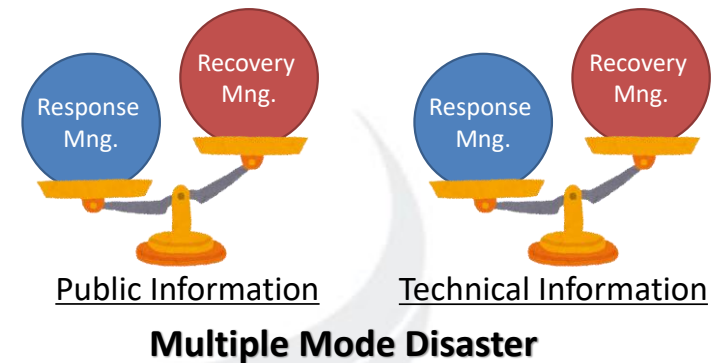 Response
Mng.
Recovery
Mng.
Response
Mng.
Recovery
Mng.
Public Information
Technical Information
Multiple Mode Disaster